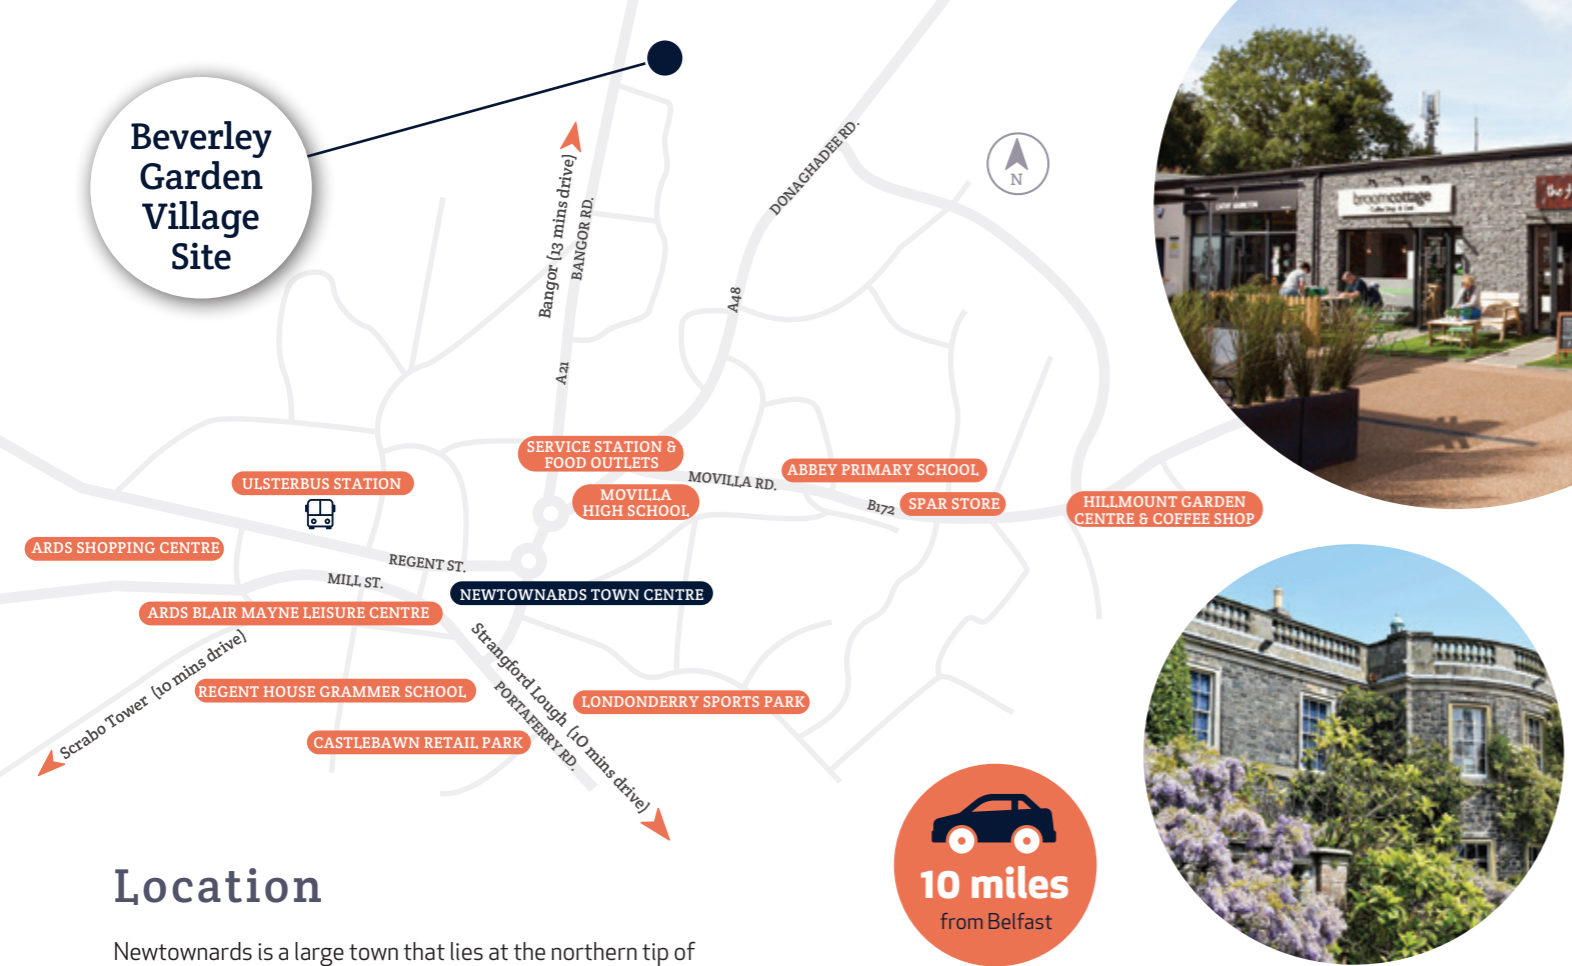 Beverley
Garden
Village
Site
Bangor (13 mins drive)
BANGOR RD.
DONAGHADEE RD.
N
A48
A21
SERVICE STATION &
FOOD OUTLETS
MOVILLA RD.
ABBEY PRIMARY SCHOOL
ULSTERBUS STATION
MOVILLA
HIGH SCHOOL
B172
SPAR STORE
HILLMOUNT GARDEN
CENTRE & COFFEE SHOP
ARDS SHOPPING CENTRE
REGENT ST.
MILL ST.
NEWTOWNARDS TOWN CENTRE
ARDS BLAIR MAYNE LEISURE CENTRE
Scrabo Tower (10 mins drive)
Strangford Lough (10 mins drive)
PORTAFERRY RD.
REGENT HOUSE GRAMMER SCHOOL
LONDONDERRY SPORTS PARK
CASTLEBAWN RETAIL PARK
broomcottage
the
10 miles
from Belfast
Location
Newtownards is a large town that lies at the northern tip of